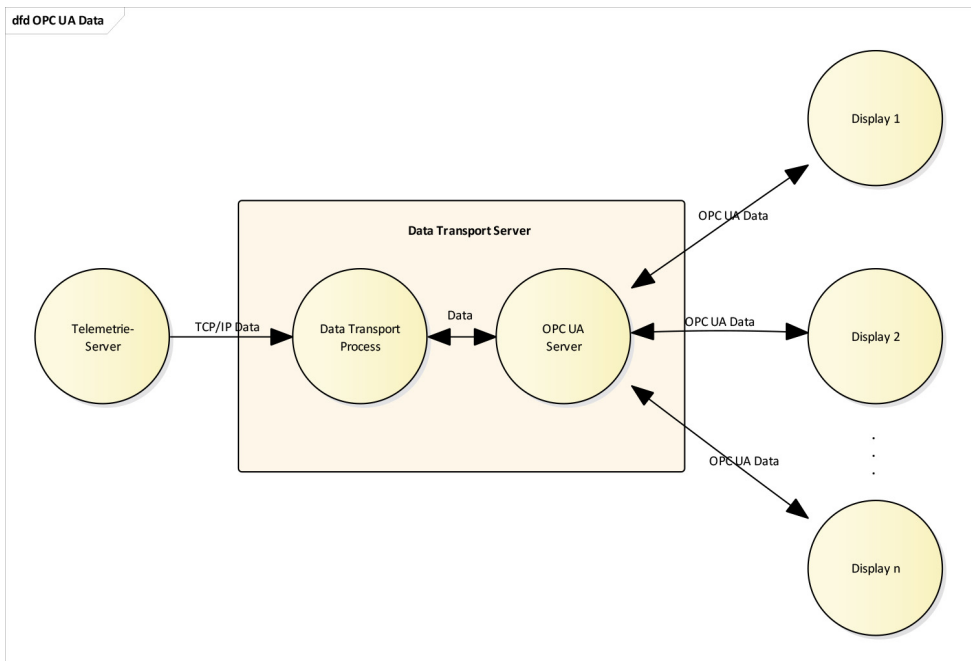 dfd OPC UA Data
Display 1
OPC UA Data
Data Transport Server
Telemetrie-
Server
TCP/IP Data
Data Transport
Process
Data
OPC UA
Server
OPC UA Data
Display 2
.
.
.
OPC UA Data
Display n